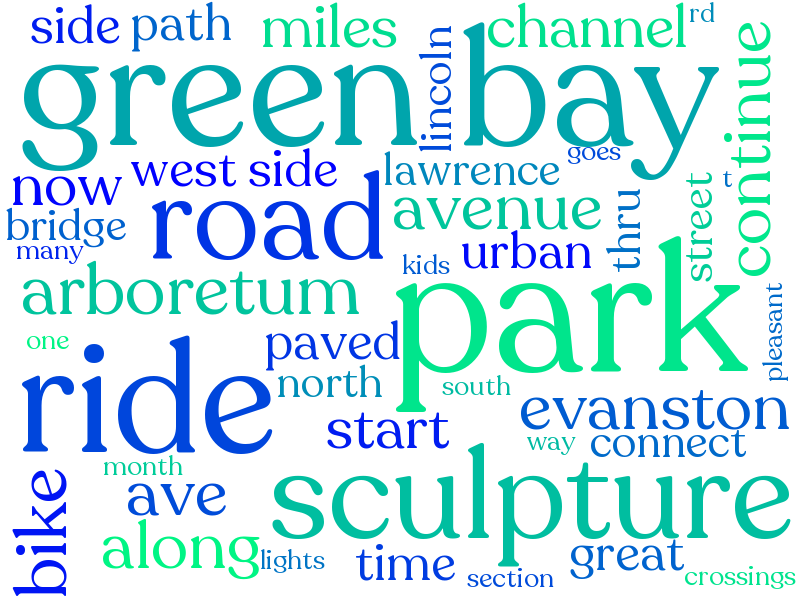 side path miles channel rd
green bay
lincoln
continue
goes
now west side lawrence t
bridge road avenue thru street
many kids urban
arboretum park
pleasant
one paved
ride north south
start evanston
way connect
month
bike ave sculpture
along lights time section great crossings